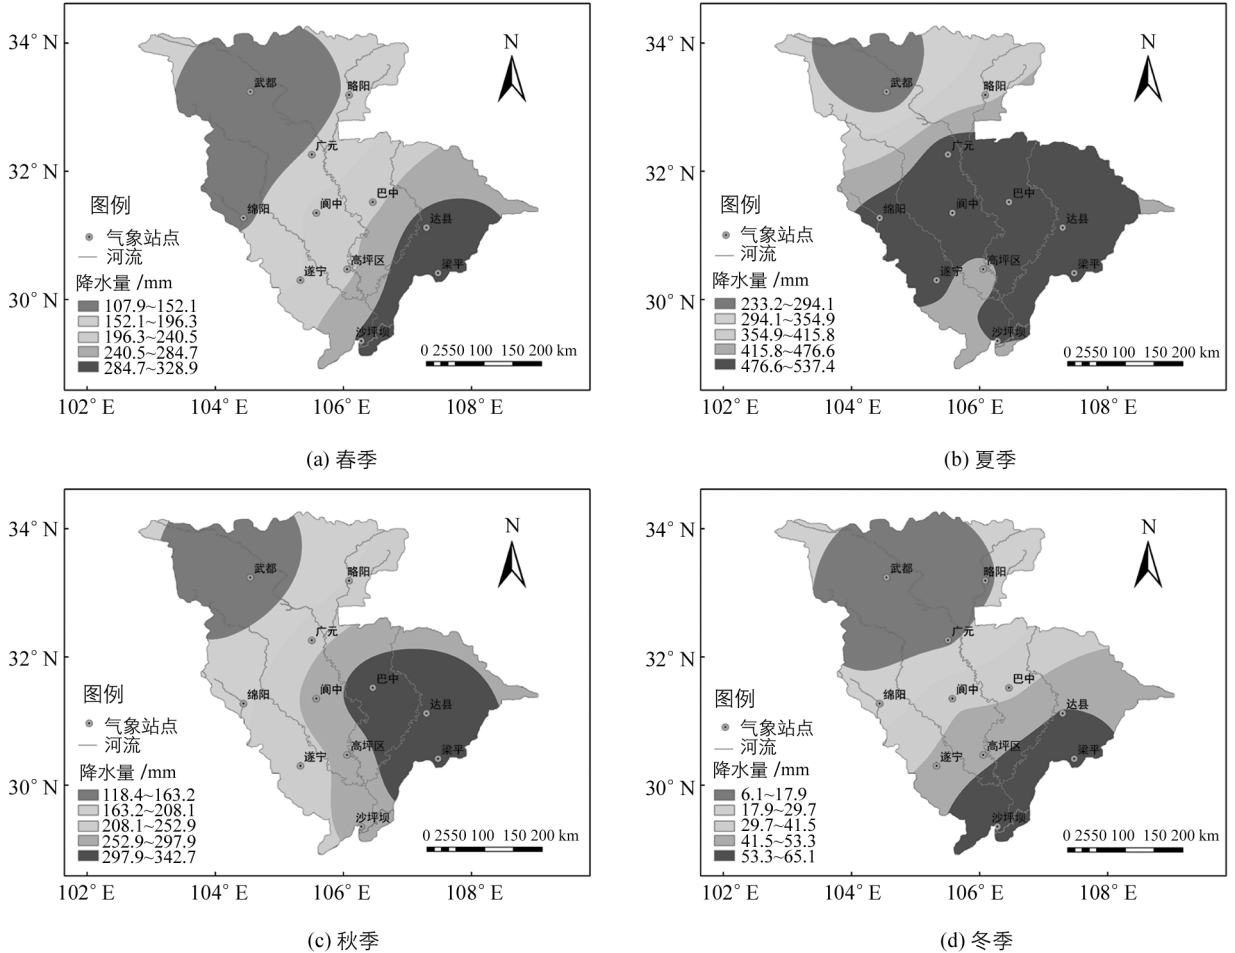 34° N
32° N
30° N
102° E
104° E
106° E
108° E
N
武都
略阳
广元
绵阳
阆中
巴中
达县
遂宁
高坪区
梁平
沙坪坝
图例
气象站点
河流
降水量 /mm
107.9~152.1
152.1~196.3
196.3~240.5
240.5~284.7
284.7~328.9
0 2550 100 150 200 km
(a) 春季
34° N
32° N
30° N
102° E
104° E
106° E
108° E
N
武都
略阳
广元
绵阳
阆中
巴中
达县
遂宁
高坪区
梁平
沙坪坝
图例
气象站点
河流
降水量 /mm
233.2~294.1
294.1~354.9
354.9~415.8
415.8~476.6
476.6~537.4
0 2550 100 150 200 km
(b) 夏季
34° N
32° N
30° N
102° E
104° E
106° E
108° E
N
武都
略阳
广元
绵阳
阆中
巴中
达县
遂宁
高坪区
梁平
沙坪坝
图例
气象站点
河流
降水量 /mm
118.4~163.2
163.2~208.1
208.1~252.9
252.9~297.9
297.9~342.7
0 2550 100 150 200 km
(c) 秋季
34° N
32° N
30° N
102° E
104° E
106° E
108° E
N
武都
略阳
广元
绵阳
阆中
巴中
达县
遂宁
高坪区
梁平
沙坪坝
图例
气象站点
河流
降水量 /mm
6.1~17.9
17.9~29.7
29.7~41.5
41.5~53.3
53.3~65.1
0 2550 100 150 200 km
(d) 冬季